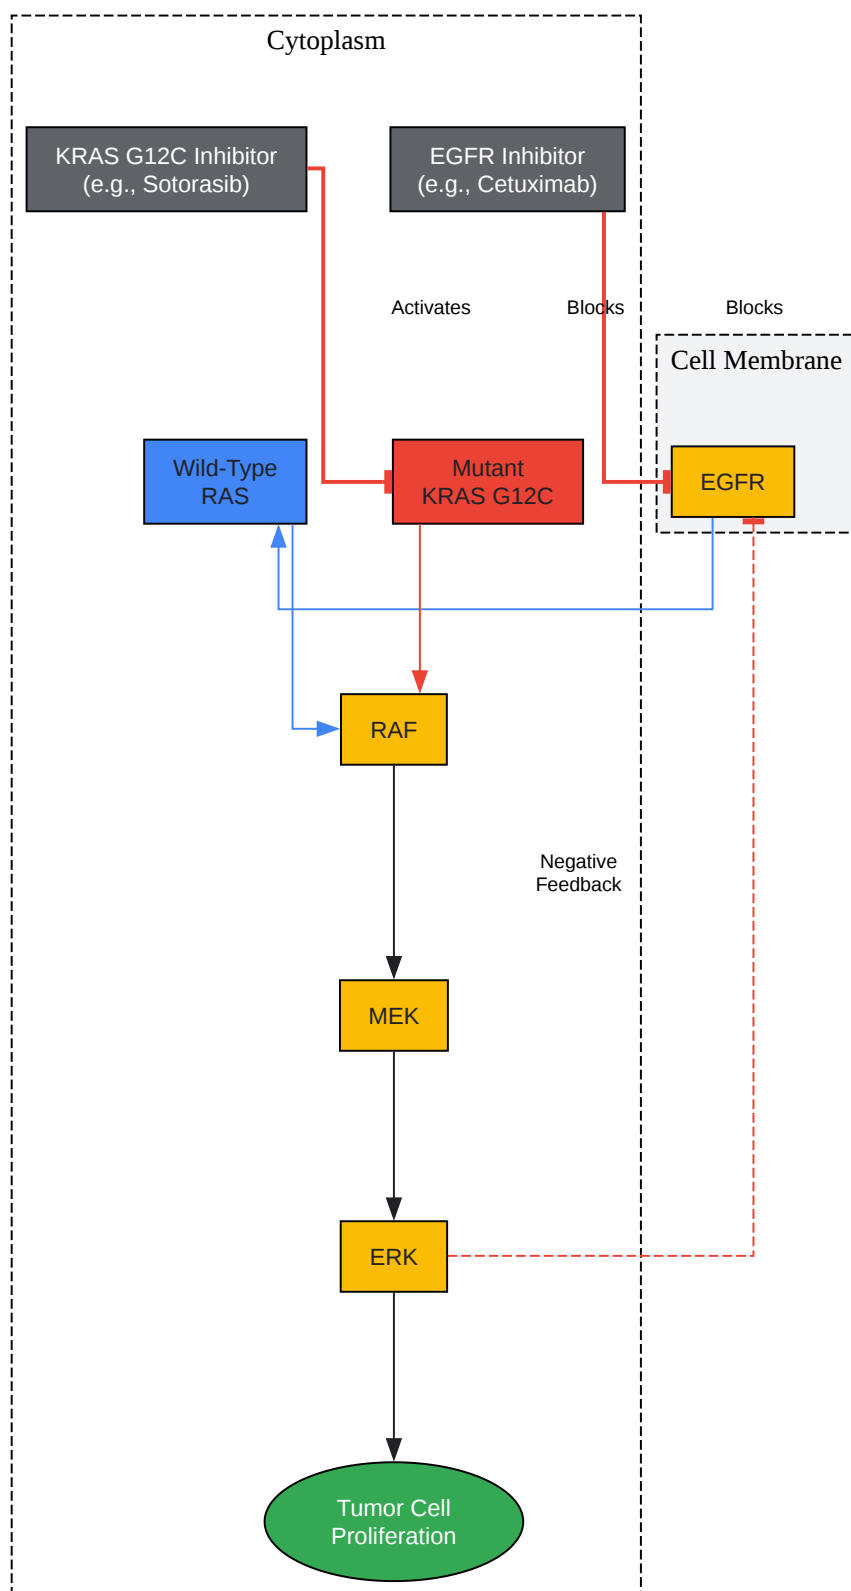 Cytoplasm
KRAS G12C Inhibitor
(e.g., Sotorasib)
EGFR Inhibitor
(e.g., Cetuximab)
Activates
Blocks
Blocks
Cell Membrane
Wild-Type
RAS
Mutant
KRAS G12C
EGFR
RAF
Negative
Feedback
MEK
ERK
Tumor Cell
Proliferation